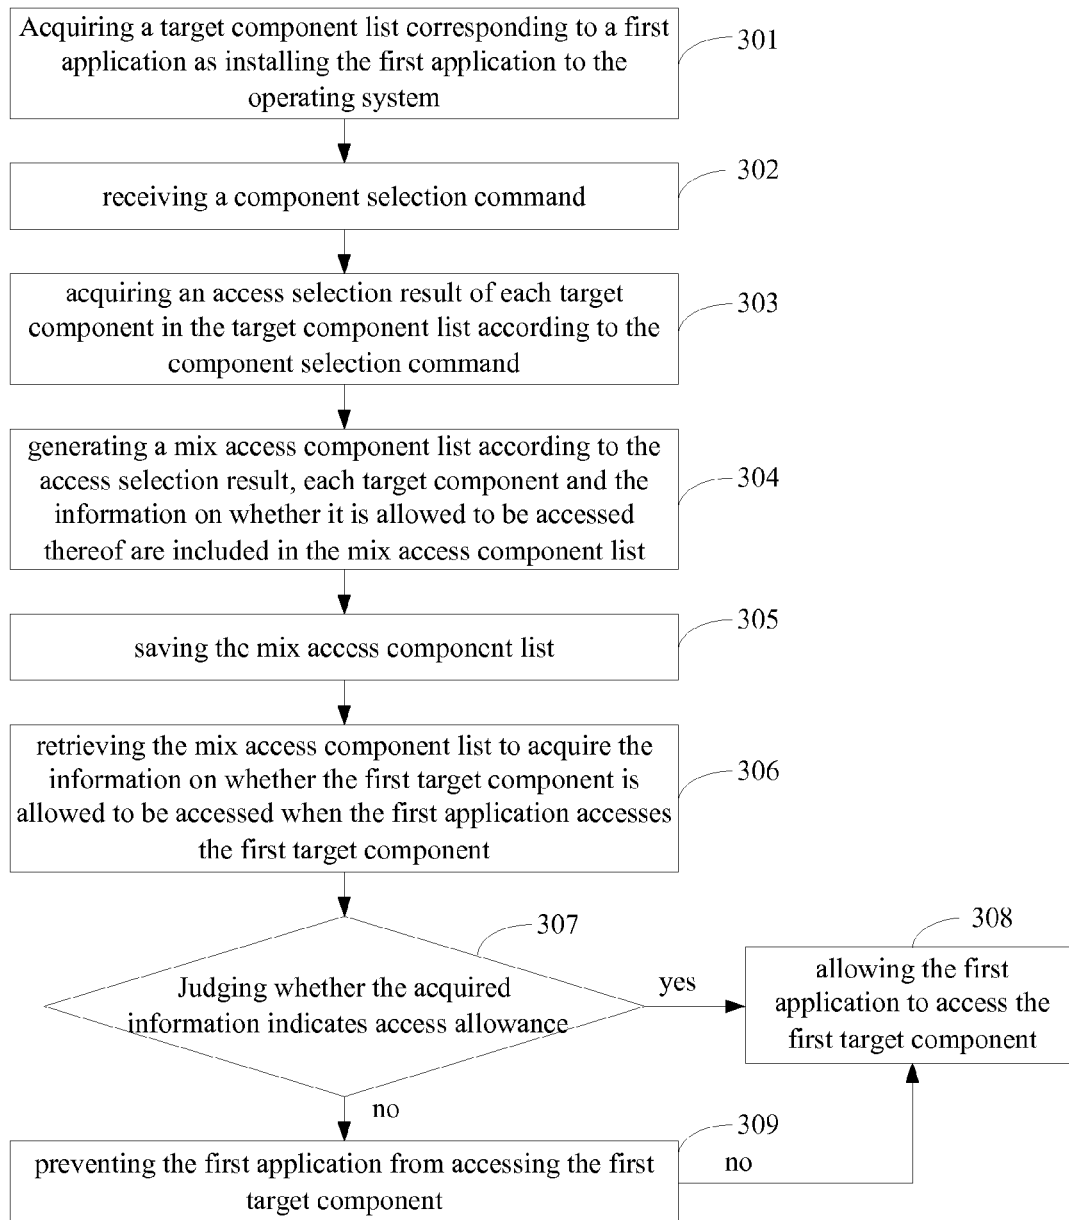 Acquiring a target component list corresponding to a first
application as installing the first application to the
operating system
301
receiving a component selection command
302
acquiring an access selection result of each target
component in the target component list according to the
component selection command
303
generating a mix access component list according to the
access selection result, each target component and the
information on whether it is allowed to be accessed
thereof are included in the mix access component list
304
saving the mix access component list
305
retrieving the mix access component list to acquire the
information on whether the first target component is
allowed to be accessed when the first application accesses
the first target component
306
Judging whether the acquired
information indicates access allowance
307
yes
allowing the first
application to access the
first target component
308
no
preventing the first application from accessing the first
target component
309
no